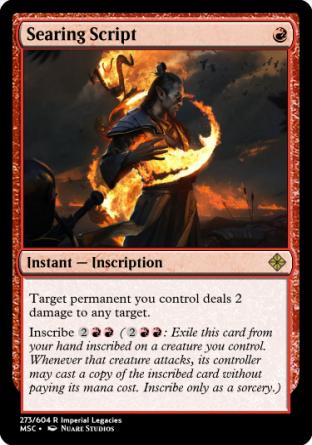 Searing Script
Instant — Inscription
Target permanent you control deals 2
damage to any target.
Inscribe 2 ( 2 : Exile this card from
your hand inscribed on a creature you control.
Whenever that creature attacks, its controller
may cast a copy of the inscribed card without
paying its mana cost. Inscribe only as a sorcery.)
273/604 R Imperial Legacies
MSC • Nuare Studios